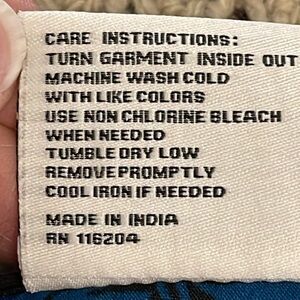 CARE INSTRUCTIONS:
TURN GARMENT INSIDE OUT
MACHINE WASH COLD
WITH LIKE COLORS
USE NON CHLORINE BLEACH
WHEN NEEDED
TUMBLE DRY LOW
REMOVE PROMPTLY
COOL IRON IF NEEDED
MADE IN INDIA
RN 116204